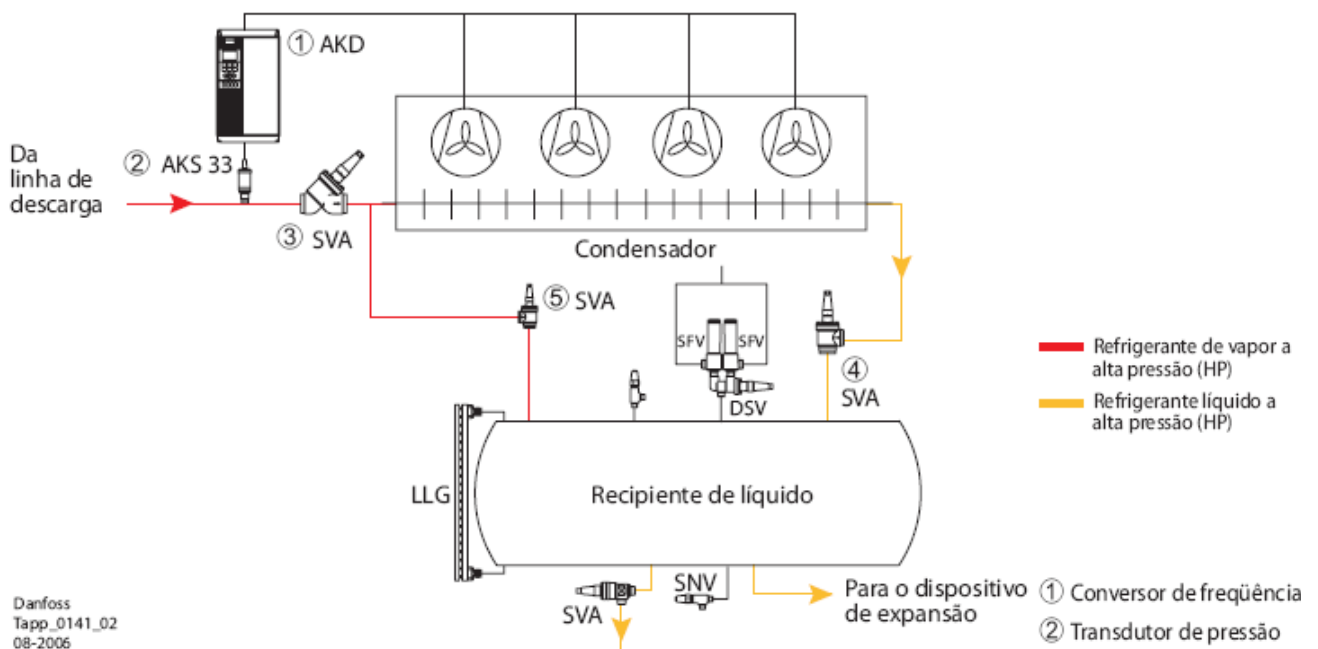 ① AKD
Da
linha de
descarga
② AKS 33
③ SVA
Condensador
⑤ SVA
SFV
SFV
DSV
④
SVA
Refrigerante de vapor a
alta pressão (HP)
Refrigerante líquido a
alta pressão (HP)
LLG
Recipiente de líquido
SNV
SVA
Para o dispositivo
de expansão
① Conversor de freqüência
② Transdutor de pressão
Danfoss
Tapp_0141_02
08-2006